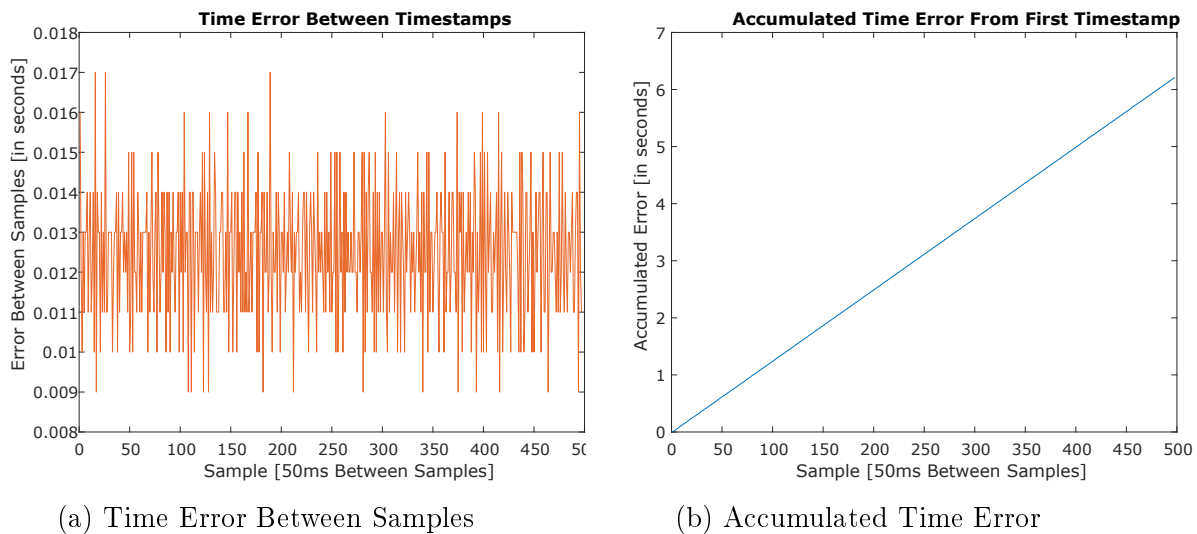 Time Error Between Timestamps
0.018
0.017
0.016
0.015
0.014
0.013
0.012
0.011
0.01
0.009
0.008
Error Between Samples [in seconds]
0 50 100 150 200 250 300 350 400 450 50
Sample [50ms Between Samples]
(a) Time Error Between Samples
Accumulated Time Error From First Timestamp
7
6
5
4
3
2
1
0
Accumulated Error [in seconds]
0 50 100 150 200 250 300 350 400 450 500
Sample [50ms Between Samples]
(b) Accumulated Time Error